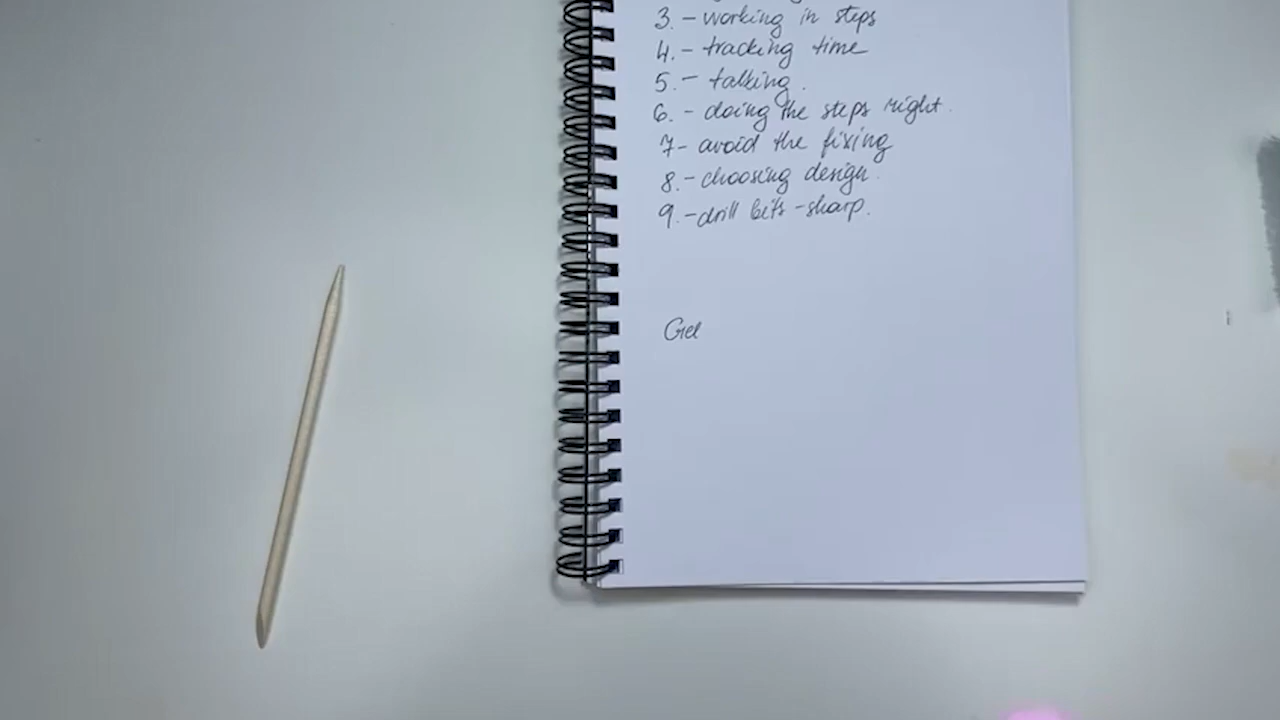 3. - working in steps
4. - tracking time
5. - talking.
6. - doing the steps right.
7- avoid the fixing
8. - choosing design.
9. - drill bits - sharp.
Gel